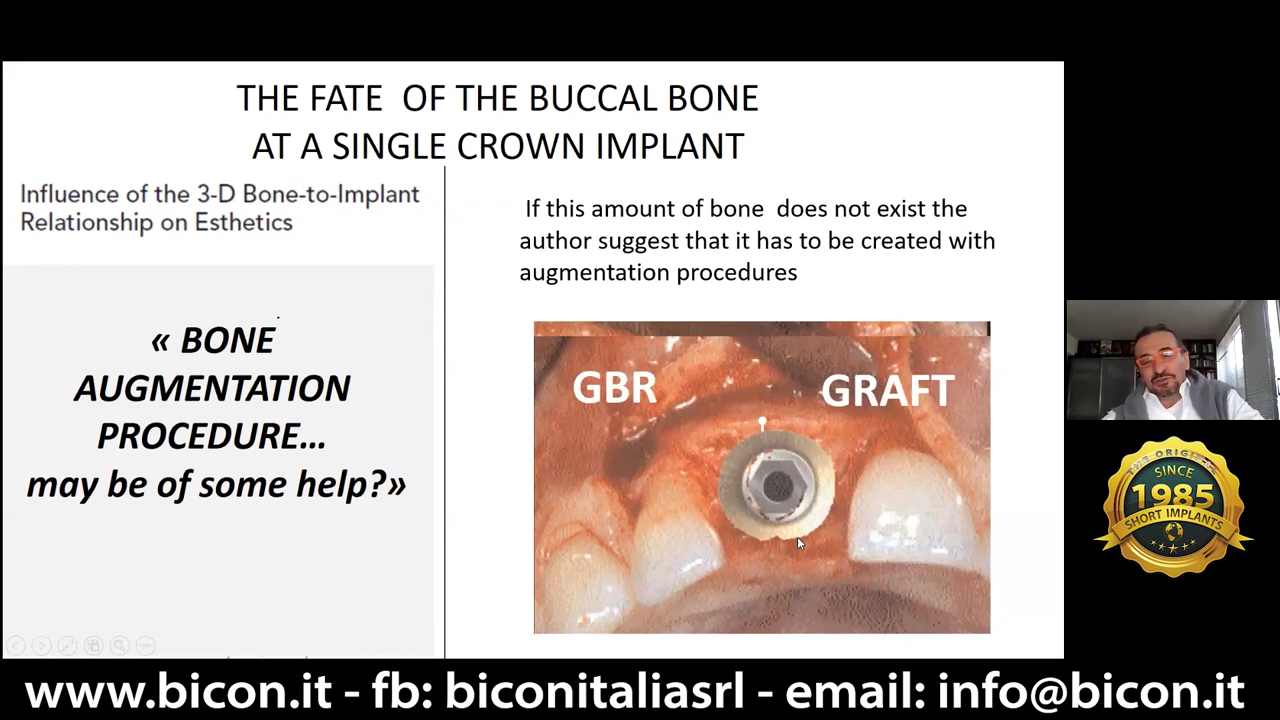 THE FATE OF THE BUCCAL BONE
AT A SINGLE CROWN IMPLANT
Influence of the 3-D Bone-to-Implant
Relationship on Esthetics
« BONE
AUGMENTATION
PROCEDURE...
may be of some help?»
If this amount of bone does not exist the
author suggest that it has to be created with
augmentation procedures
GBR
GRAFT
THE ORIGINAL
SINCE
1985
SHORT IMPLANTS
www.bicon.it - fb: biconitaliasrl - email: info@bicon.it